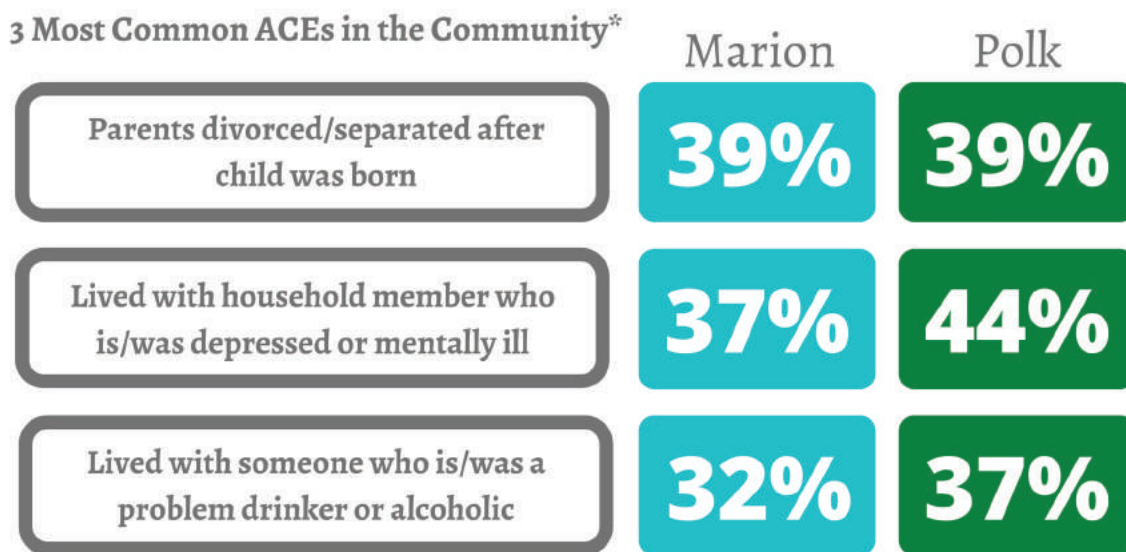 3 Most Common ACEs in the Community*
Marion
Polk
Parents divorced/separated after
child was born
39%
39%
Lived with household member who
is/was depressed or mentally ill
37%
44%
Lived with someone who is/was a
problem drinker or alcoholic
32%
37%